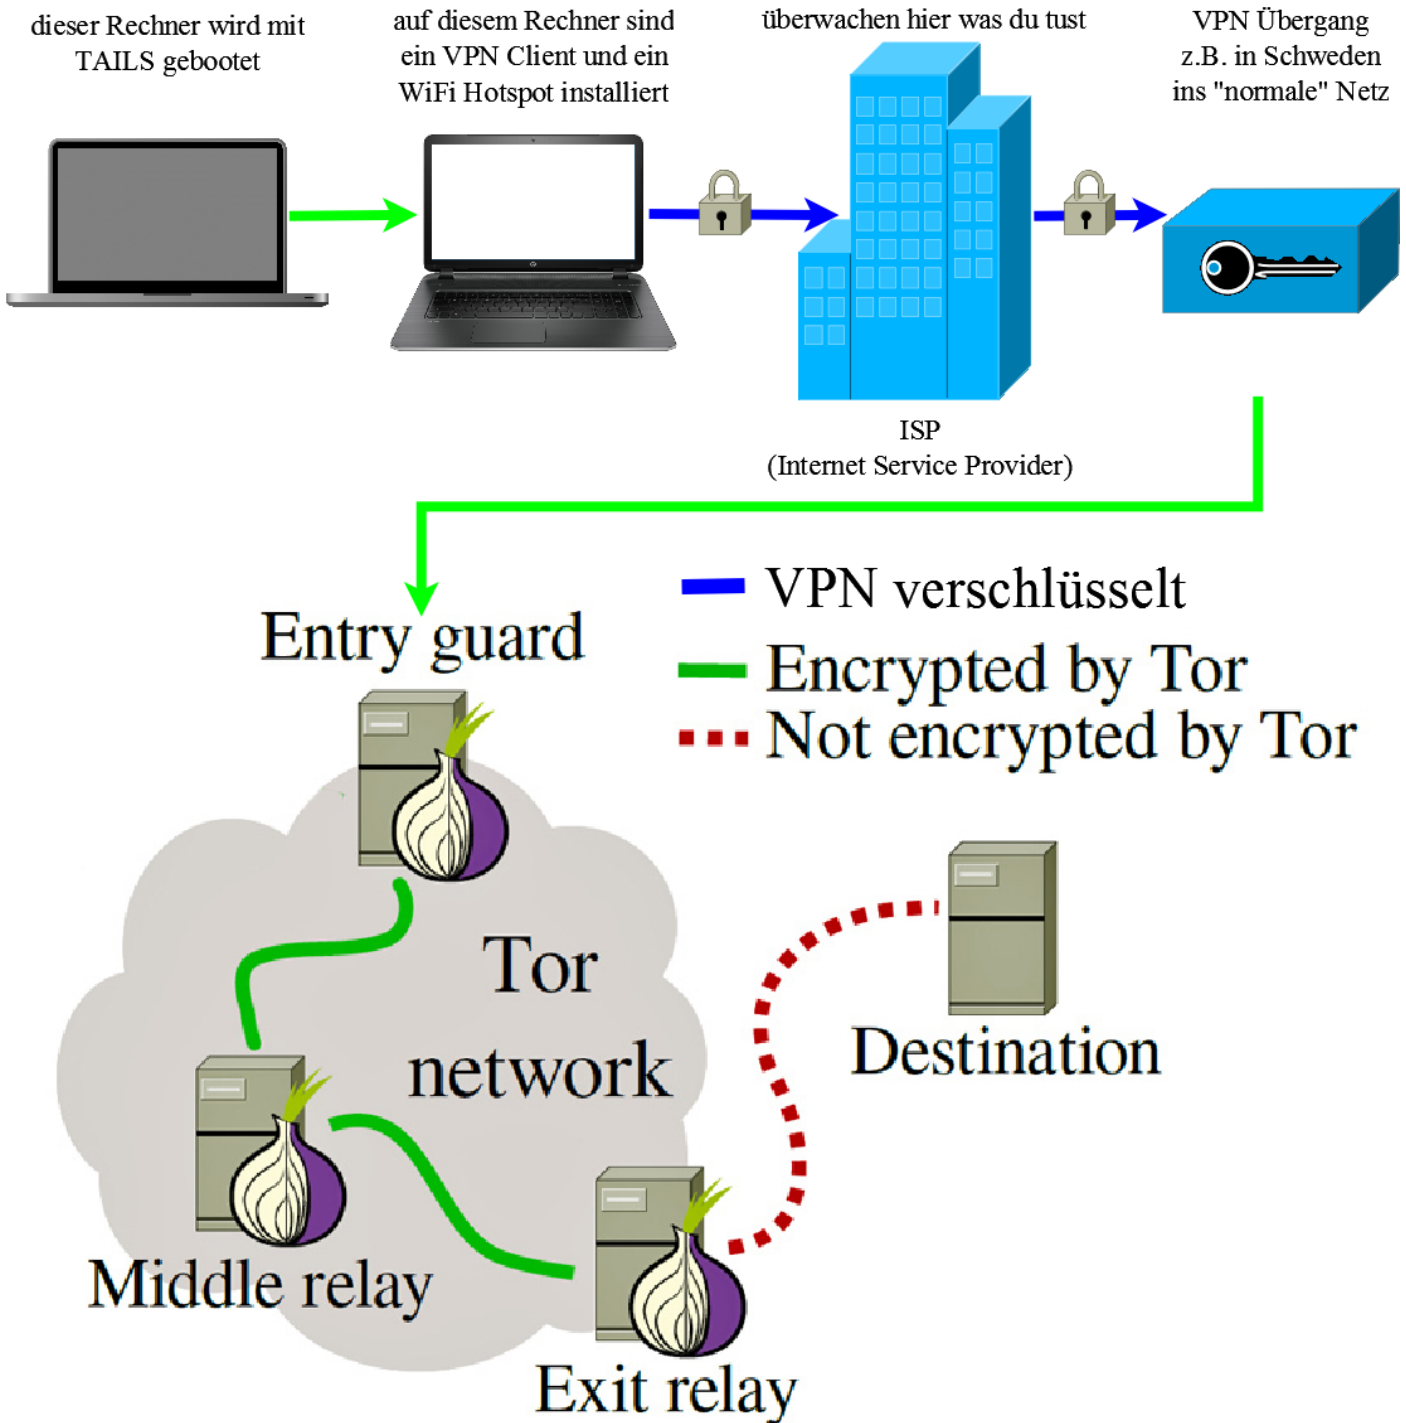 dieser Rechner wird mit
TAILS gebootet
auf diesem Rechner sind
ein VPN Client und ein
WiFi Hotspot installiert
überwachen hier was du tust
VPN Übergang
z.B. in Schweden
ins "normale" Netz
ISP
(Internet Service Provider)
VPN verschlüsselt
Encrypted by Tor
Not encrypted by Tor
Entry guard
Tor
network
Destination
Middle relay
Exit relay